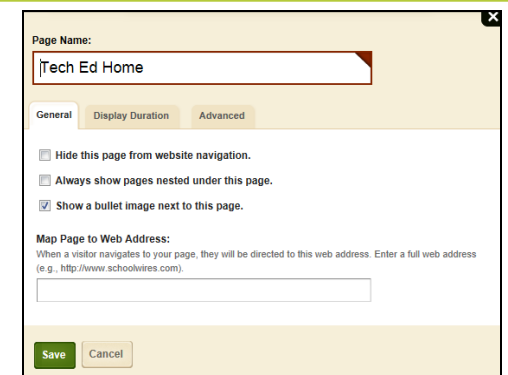 Page Name:
Tech Ed Home
General Display Duration Advanced
Hide this page from website navigation.
Always show pages nested under this page.
Show a bullet image next to this page.
Map Page to Web Address:
When a visitor navigates to your page, they will be directed to this web address. Enter a full web address
(e.g., http://www.schoolwires.com).
Save Cancel